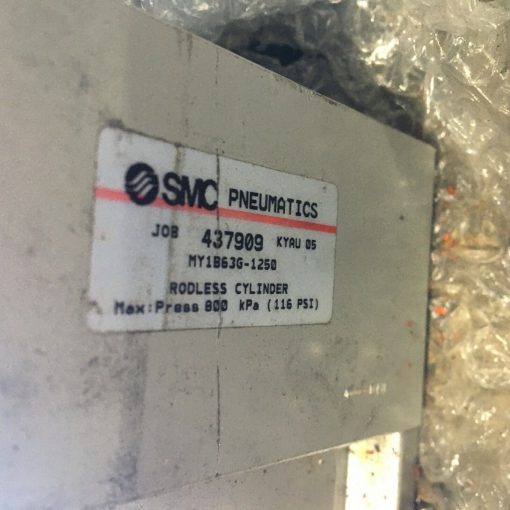 SMC PNEUMATICS
JOB 437909 KYAU 05
MY1B63G-1250
RODLESS CYLINDER
Max:Press 800 kPa (116 PSI)